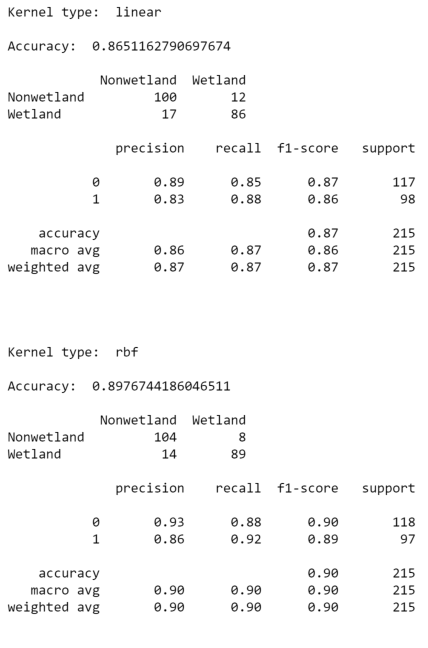 Kernel type:  linear
Accuracy:  0.8651162790697674
Nonwetland  Wetland
Nonwetland  100  12
Wetland  17  86
precision  recall  f1-score  support
0  0.89  0.85  0.87  117
1  0.83  0.88  0.86  98
accuracy  0.87  215
macro avg  0.86  0.87  0.86  215
weighted avg  0.87  0.87  0.87  215
Kernel type:  rbf
Accuracy:  0.8976744186046511
Nonwetland  Wetland
Nonwetland  104  8
Wetland  14  89
precision  recall  f1-score  support
0  0.93  0.88  0.90  118
1  0.86  0.92  0.89  97
accuracy  0.90  215
macro avg  0.90  0.90  0.90  215
weighted avg  0.90  0.90  0.90  215